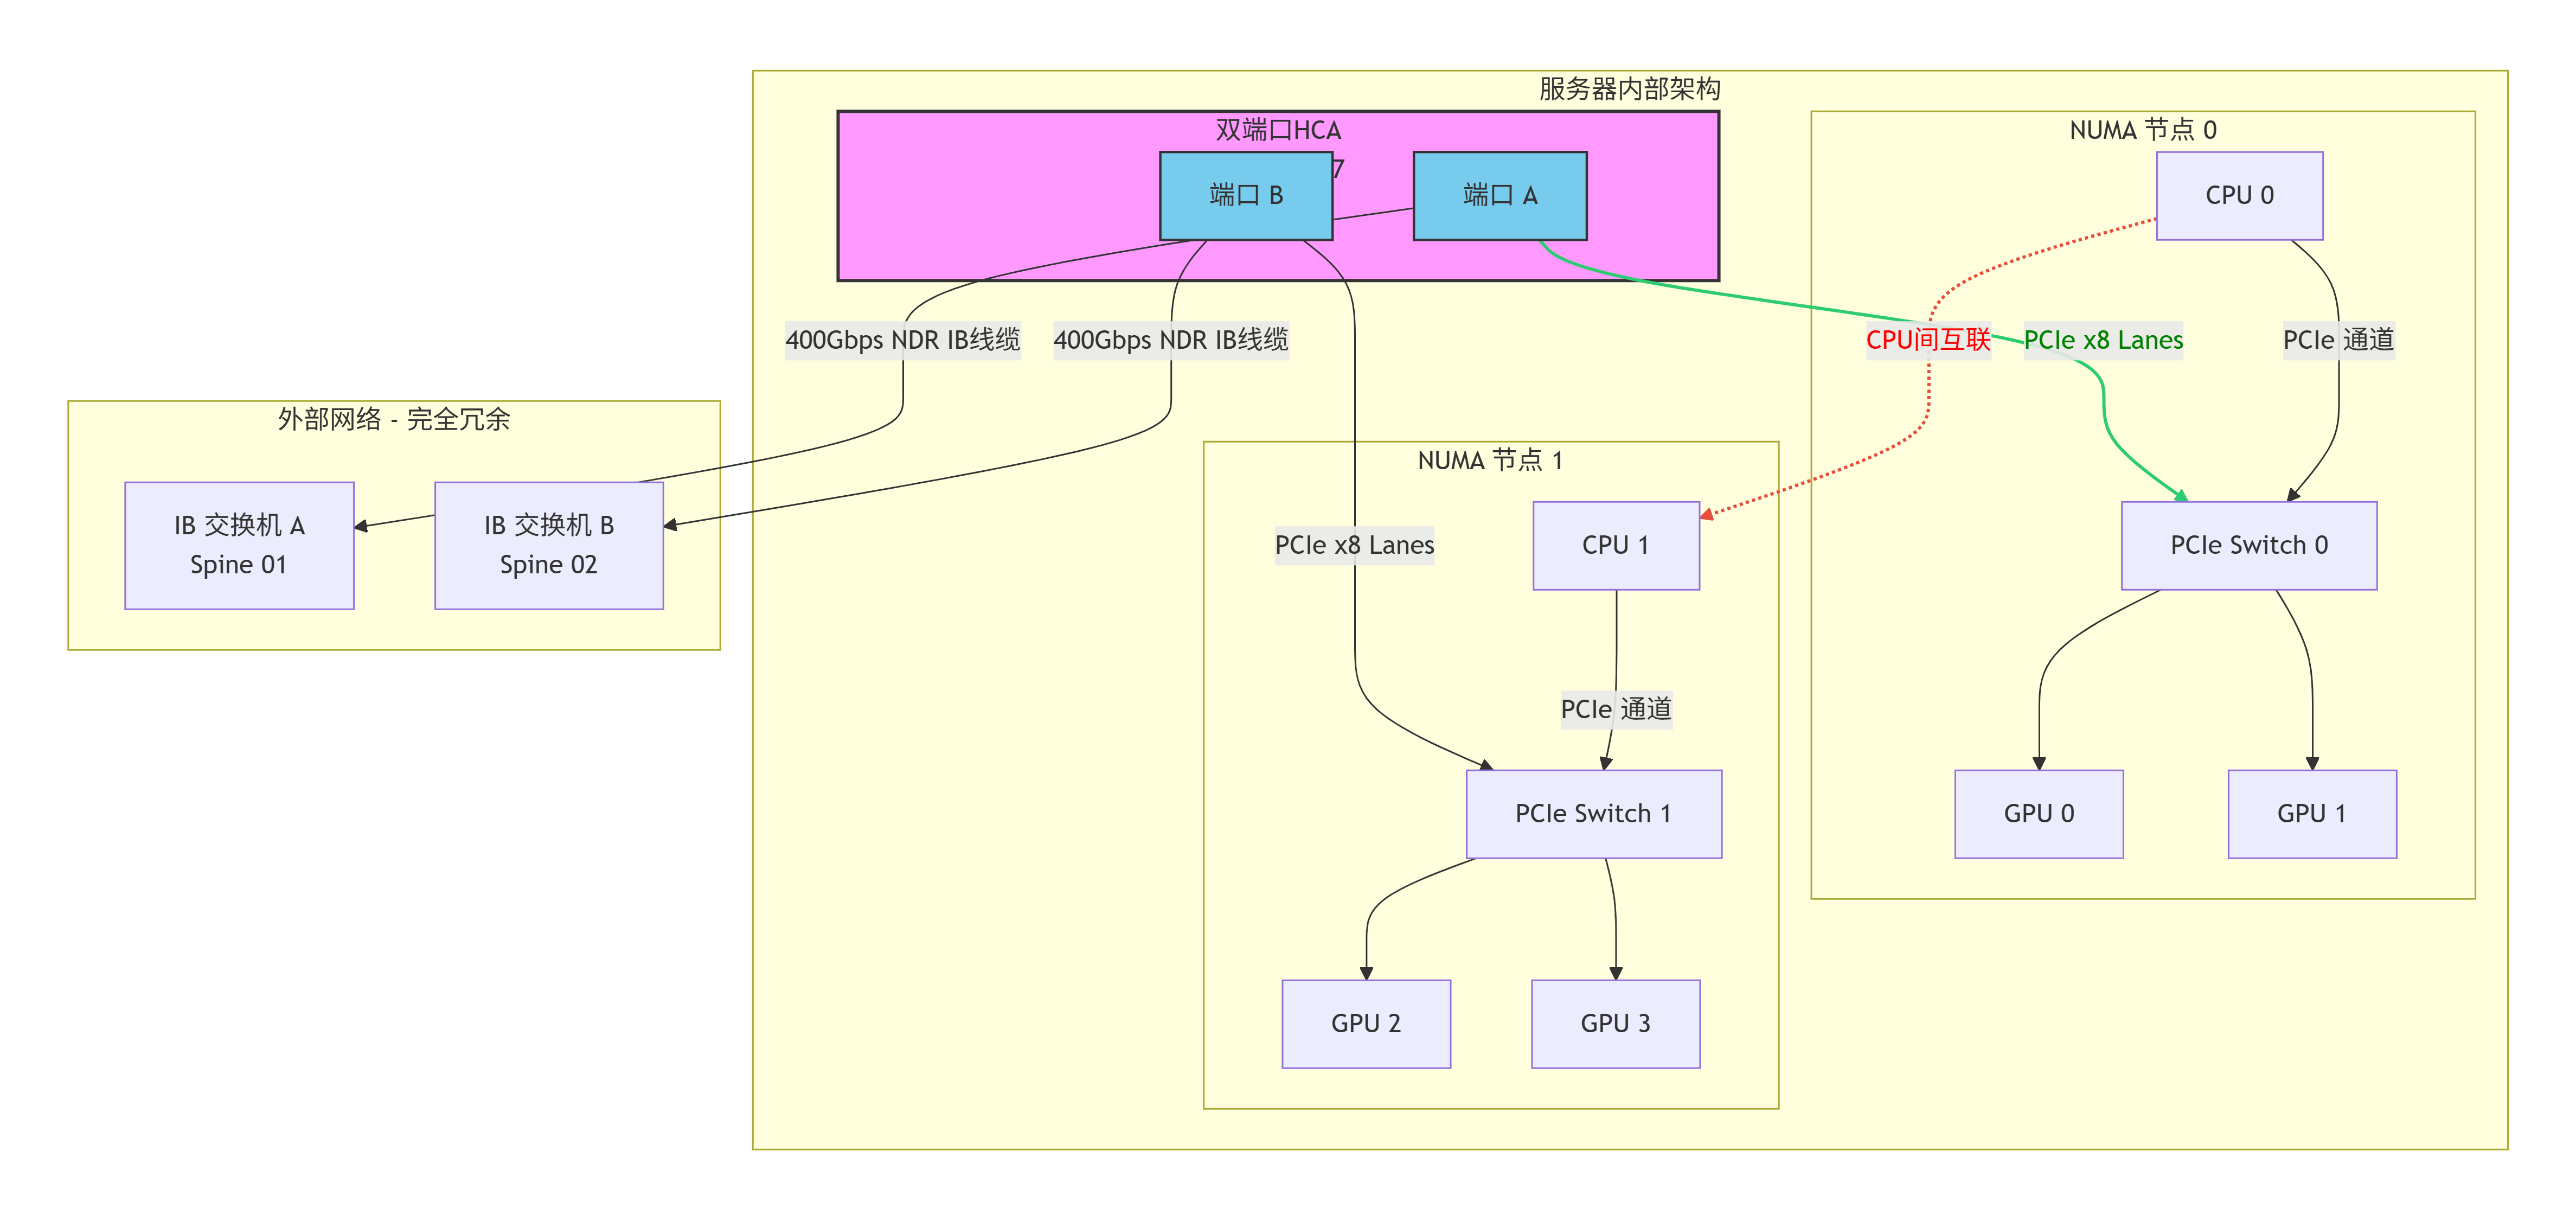 服务器内部架构
双端口HCA
7
端口 B
端口 A
NUMA 节点 0
CPU 0
400Gbps NDR IB线缆
400Gbps NDR IB线缆
CPU间互联
PCIe x8 Lanes
PCIe 通道
外部网络 - 完全冗余
IB 交换机 A
Spine 01
IB 交换机 B
Spine 02
NUMA 节点 1
PCIe x8 Lanes
CPU 1
PCIe Switch 0
PCIe 通道
PCIe Switch 1
GPU 0
GPU 1
GPU 2
GPU 3